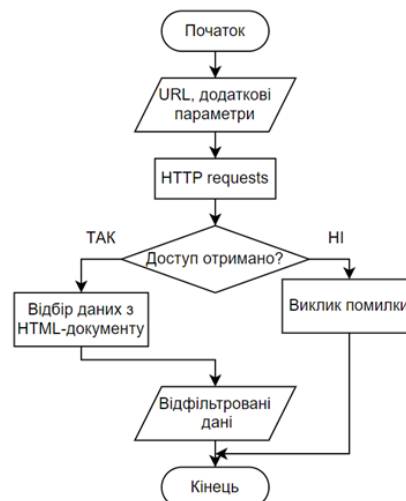 Початок
URL, додаткові
параметри
HTTP requests
ТАК
НІ
Доступ отримано?
Відбір даних з
HTML-документу
Виклик помилки
Відфільтровані
дані
Кінець